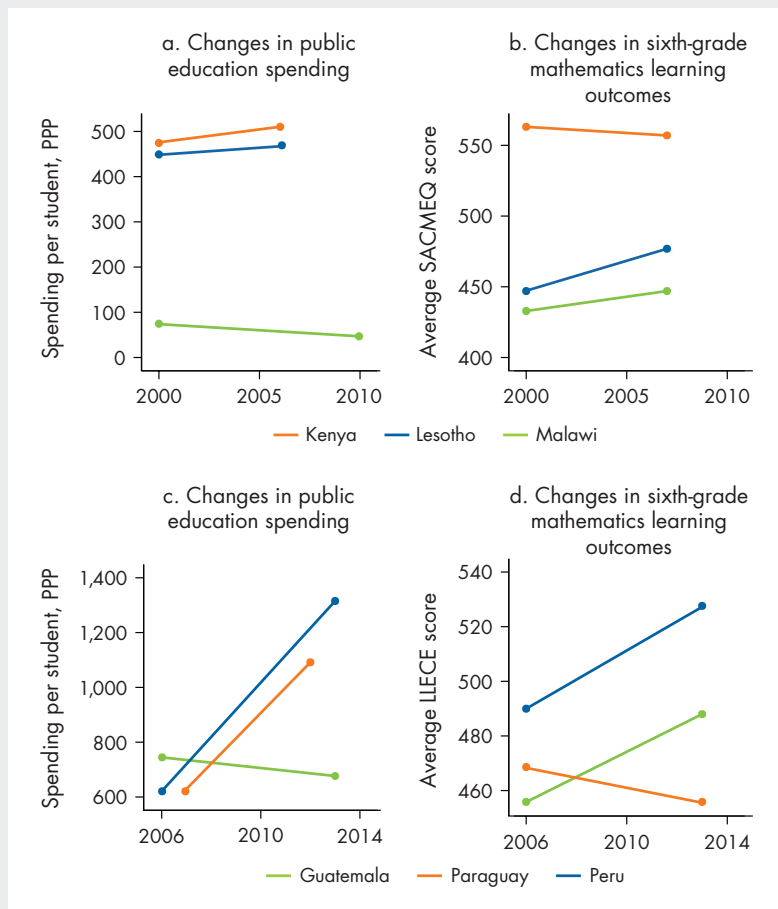 a. Changes in public
education spending
b. Changes in sixth-grade
mathematics learning
outcomes
Spending per student, PPP
500
400
300
200
100
0
2000 2005 2010
Average SACMEQ score
550
500
450
400
2000 2005 2010
Kenya Lesotho Malawi
c. Changes in public
education spending
d. Changes in sixth-grade
mathematics learning
outcomes
Spending per student, PPP
1,400
1,200
1,000
800
600
2006 2010 2014
Average LLECE score
540
520
500
480
460
2006 2010 2014
Guatemala Paraguay Peru